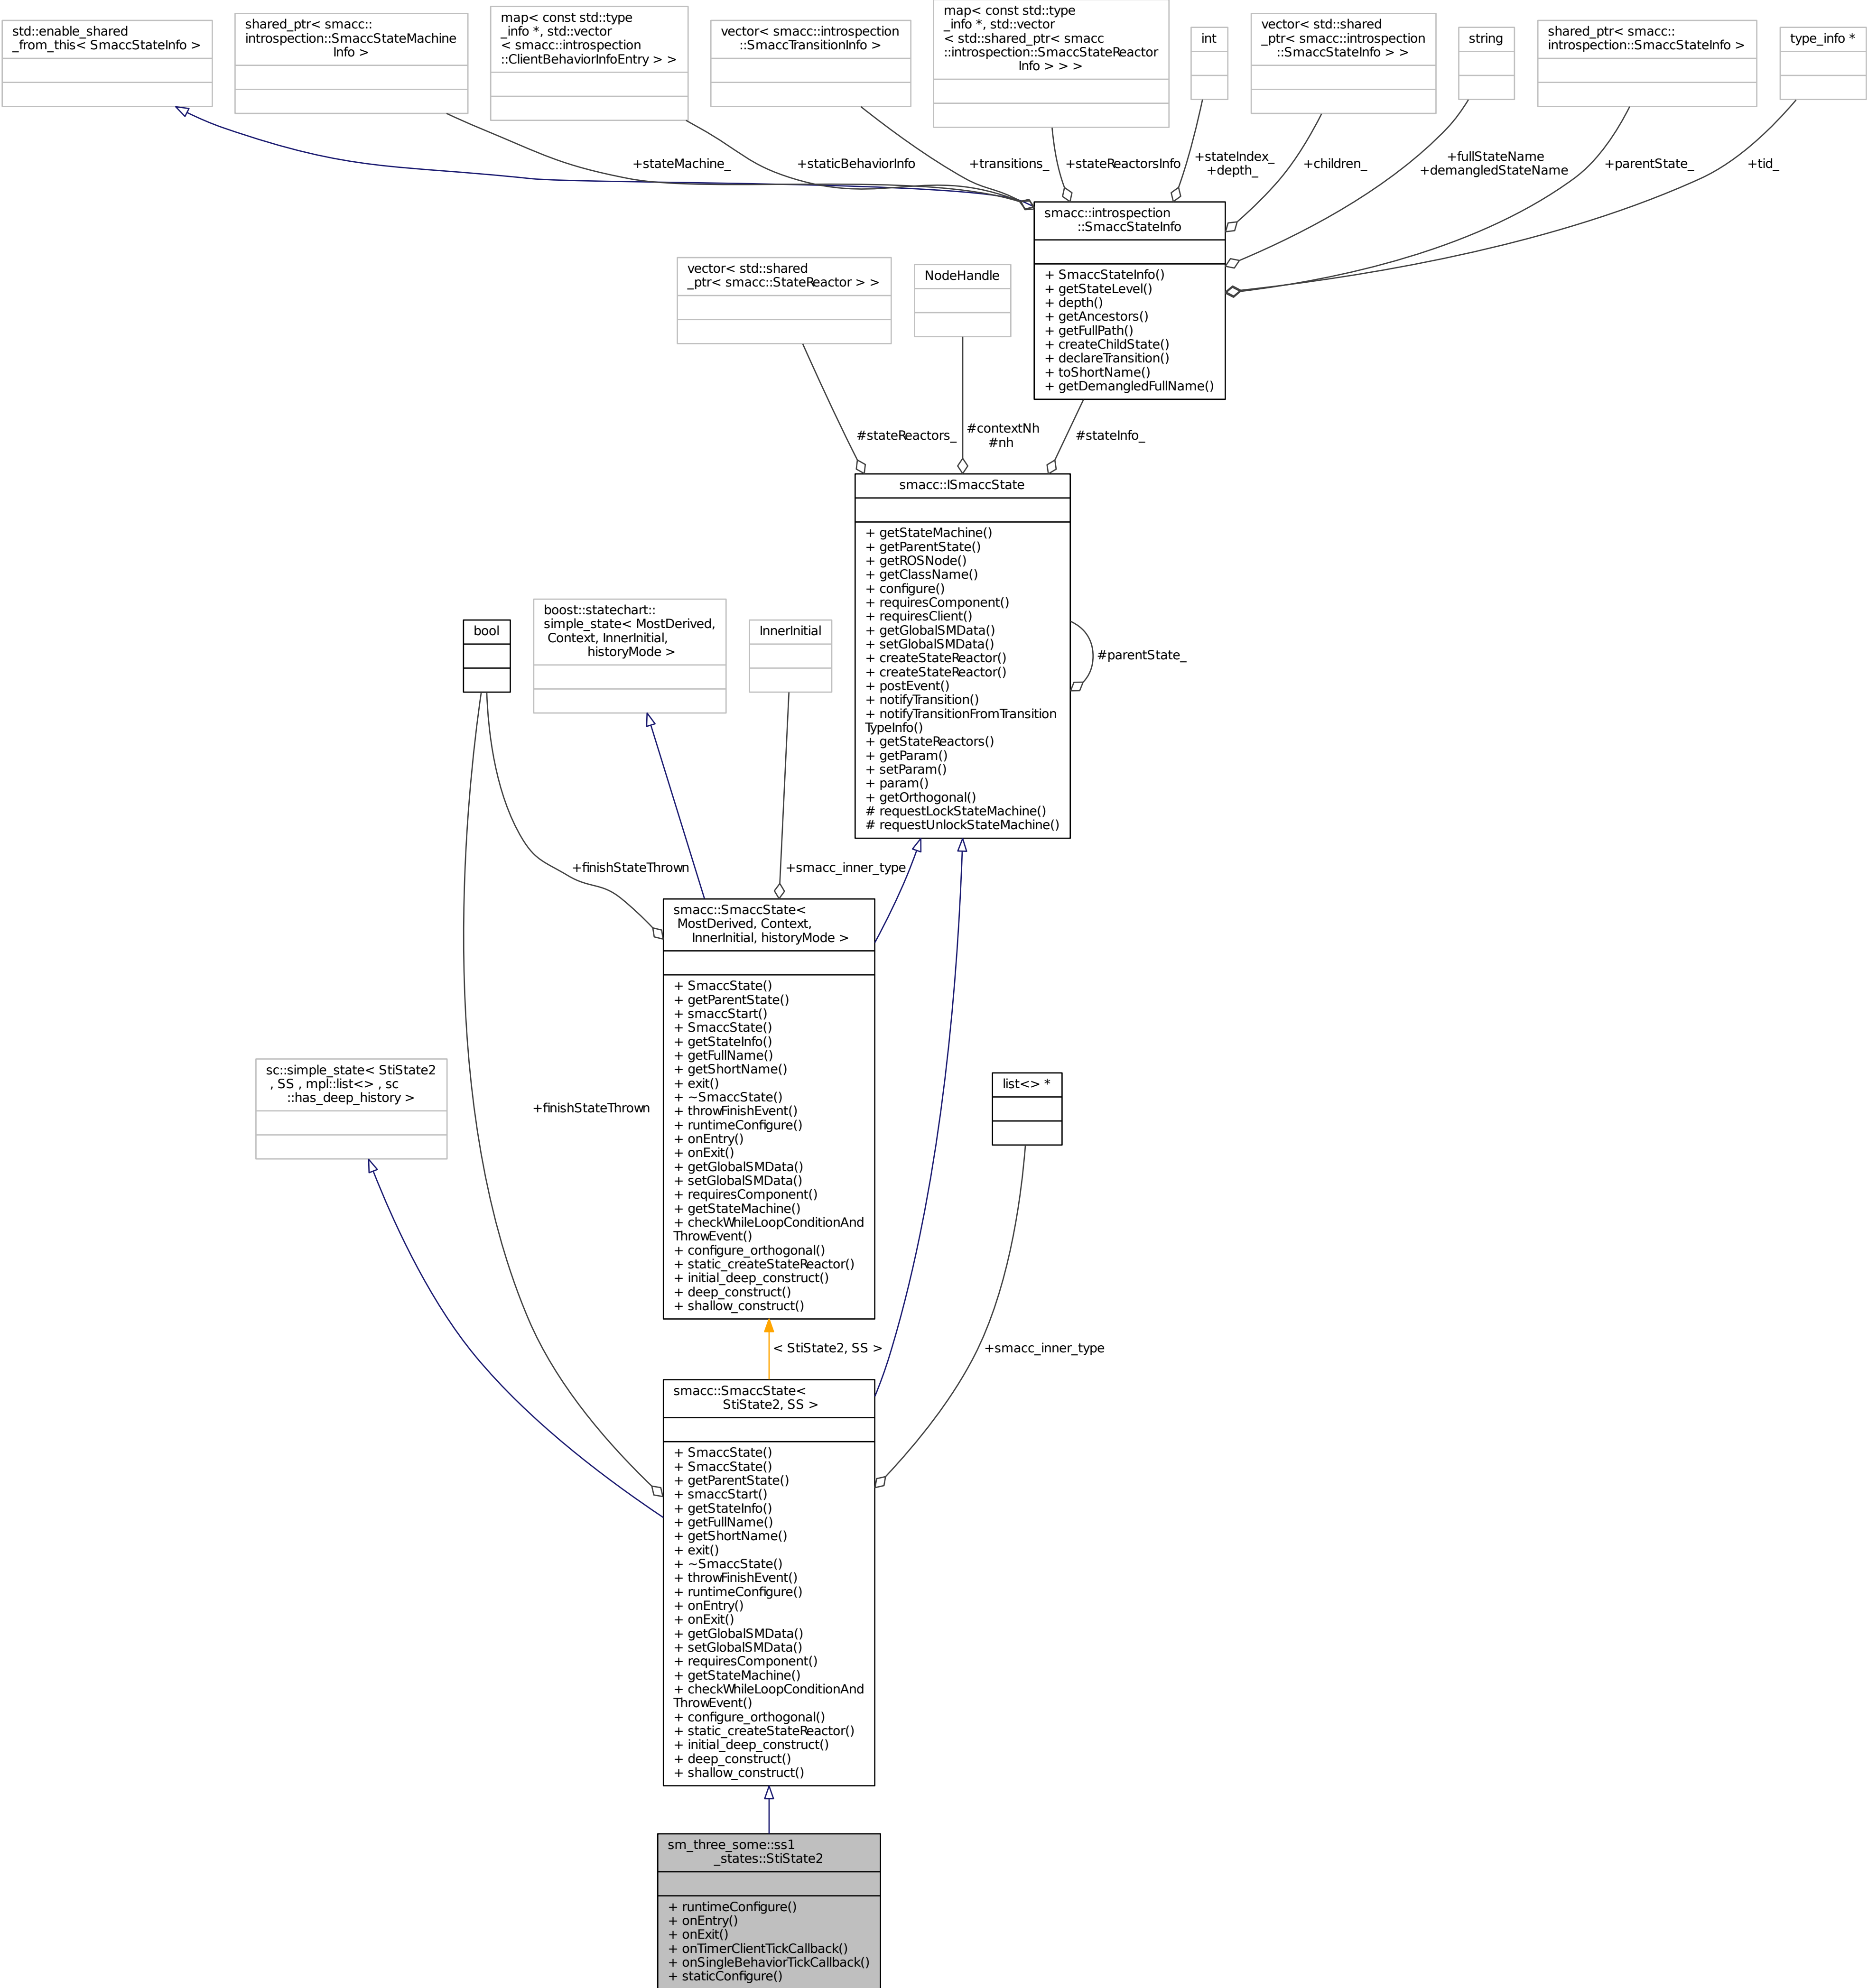 std::enable_shared
_from_this< SmaccStateInfo >
shared_ptr< smacc::
introspection::SmaccStateMachine
Info >
map< const std::type
_info *, std::vector
< smacc::introspection
::ClientBehaviorInfoEntry > >
vector< smacc::introspection
::SmaccTransitionInfo >
map< const std::type
_info *, std::vector
< std::shared_ptr< smacc
::introspection::SmaccStateReactor
Info > > >
int
vector< std::shared
_ptr< smacc::introspection
::SmaccStateInfo > >
string
shared_ptr< smacc::
introspection::SmaccStateInfo >
type_info *
+stateMachine_
+staticBehaviorInfo
+transitions_
+stateReactorsInfo
+stateIndex_
+depth_
+children_
+fullStateName
+demangledStateName
+parentState_
+tid_
smacc::introspection
::SmaccStateInfo
+ SmaccStateInfo()
+ getStateLevel()
+ depth()
+ getAncestors()
+ getFullPath()
+ createChildState()
+ declareTransition()
+ toShortName()
+ getDemangledFullName()
vector< std::shared
_ptr< smacc::StateReactor > >
NodeHandle
#stateReactors_
#contextNh
#nh
#stateInfo_
smacc::ISmaccState
+ getStateMachine()
+ getParentState()
+ getROSNode()
+ getClassName()
+ configure()
+ requiresComponent()
+ requiresClient()
+ getGlobalSMData()
+ setGlobalSMData()
+ createStateReactor()
+ createStateReactor()
+ postEvent()
+ notifyTransition()
+ notifyTransitionFromTransition
TypeInfo()
+ getStateReactors()
+ getParam()
+ setParam()
+ param()
+ getOrthogonal()
# requestLockStateMachine()
# requestUnlockStateMachine()
#parentState_
bool
boost::statechart::
simple_state< MostDerived,
Context, InnerInitial,
historyMode >
InnerInitial
+finishStateThrown
+smacc_inner_type
smacc::SmaccState<
MostDerived, Context,
InnerInitial, historyMode >
+ SmaccState()
+ getParentState()
+ smaccStart()
+ SmaccState()
+ getStateInfo()
+ getFullName()
+ getShortName()
+ exit()
+ ~SmaccState()
+ throwFinishEvent()
+ runtimeConfigure()
+ onEntry()
+ onExit()
+ getGlobalSMData()
+ setGlobalSMData()
+ requiresComponent()
+ getStateMachine()
+ checkWhileLoopConditionAnd
ThrowEvent()
+ configure_orthogonal()
+ static_createStateReactor()
+ initial_deep_construct()
+ deep_construct()
+ shallow_construct()
sc::simple_state< StiState2
, SS , mpl::list<> , sc
::has_deep_history >
+finishStateThrown
list<> *
< StiState2, SS >
+smacc_inner_type
smacc::SmaccState<
StiState2, SS >
+ SmaccState()
+ SmaccState()
+ getParentState()
+ smaccStart()
+ getStateInfo()
+ getFullName()
+ getShortName()
+ exit()
+ ~SmaccState()
+ throwFinishEvent()
+ runtimeConfigure()
+ onEntry()
+ onExit()
+ getGlobalSMData()
+ setGlobalSMData()
+ requiresComponent()
+ getStateMachine()
+ checkWhileLoopConditionAnd
ThrowEvent()
+ configure_orthogonal()
+ static_createStateReactor()
+ initial_deep_construct()
+ deep_construct()
+ shallow_construct()
sm_three_some::ss1
_states::StiState2
+ runtimeConfigure()
+ onEntry()
+ onExit()
+ onTimerClientTickCallback()
+ onSingleBehaviorTickCallback()
+ staticConfigure()